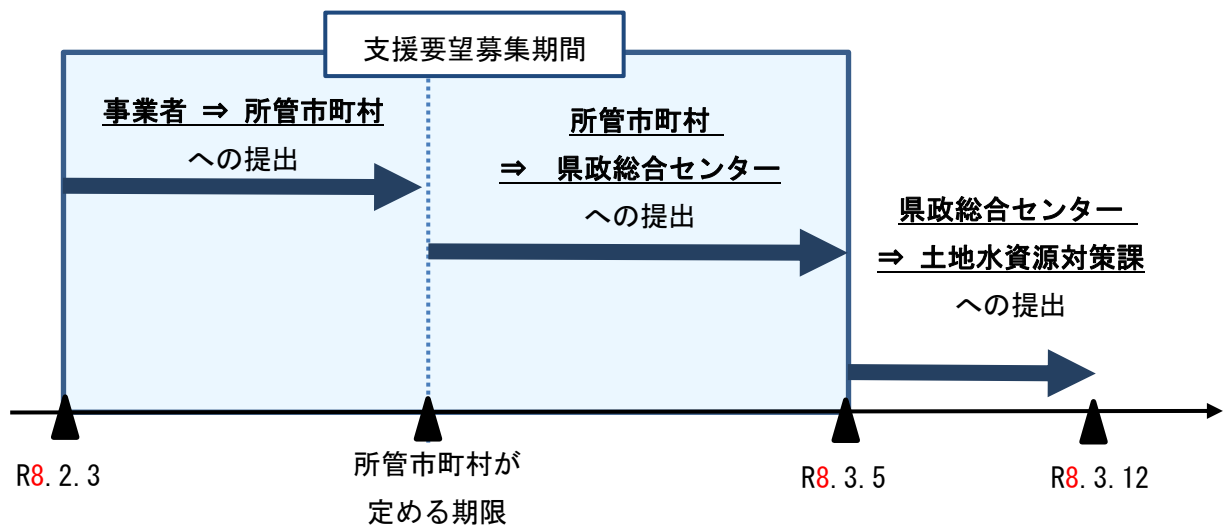 支援要望募集期間
事業者 ⇒ 所管市町村
への提出
所管市町村
⇒ 県政総合センター
への提出
県政総合センター
⇒ 土地水資源対策課
への提出
R8.2.3
所管市町村が
定める期限
R8.3.5
R8.3.12